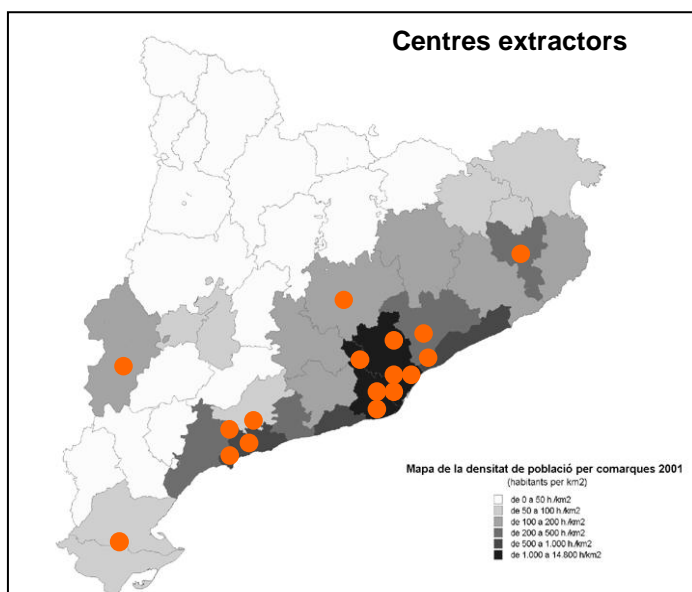 Centres extractors
Mapa de la densitat de població per comarques 2001
(habitants per km2)
de 0 a 50 h./km2
de 50 a 100 h./km2
de 100 a 200 h./km2
de 200 a 500 h./km2
de 500 a 1.000 h./km2
de 1.000 a 14.800 h/km2